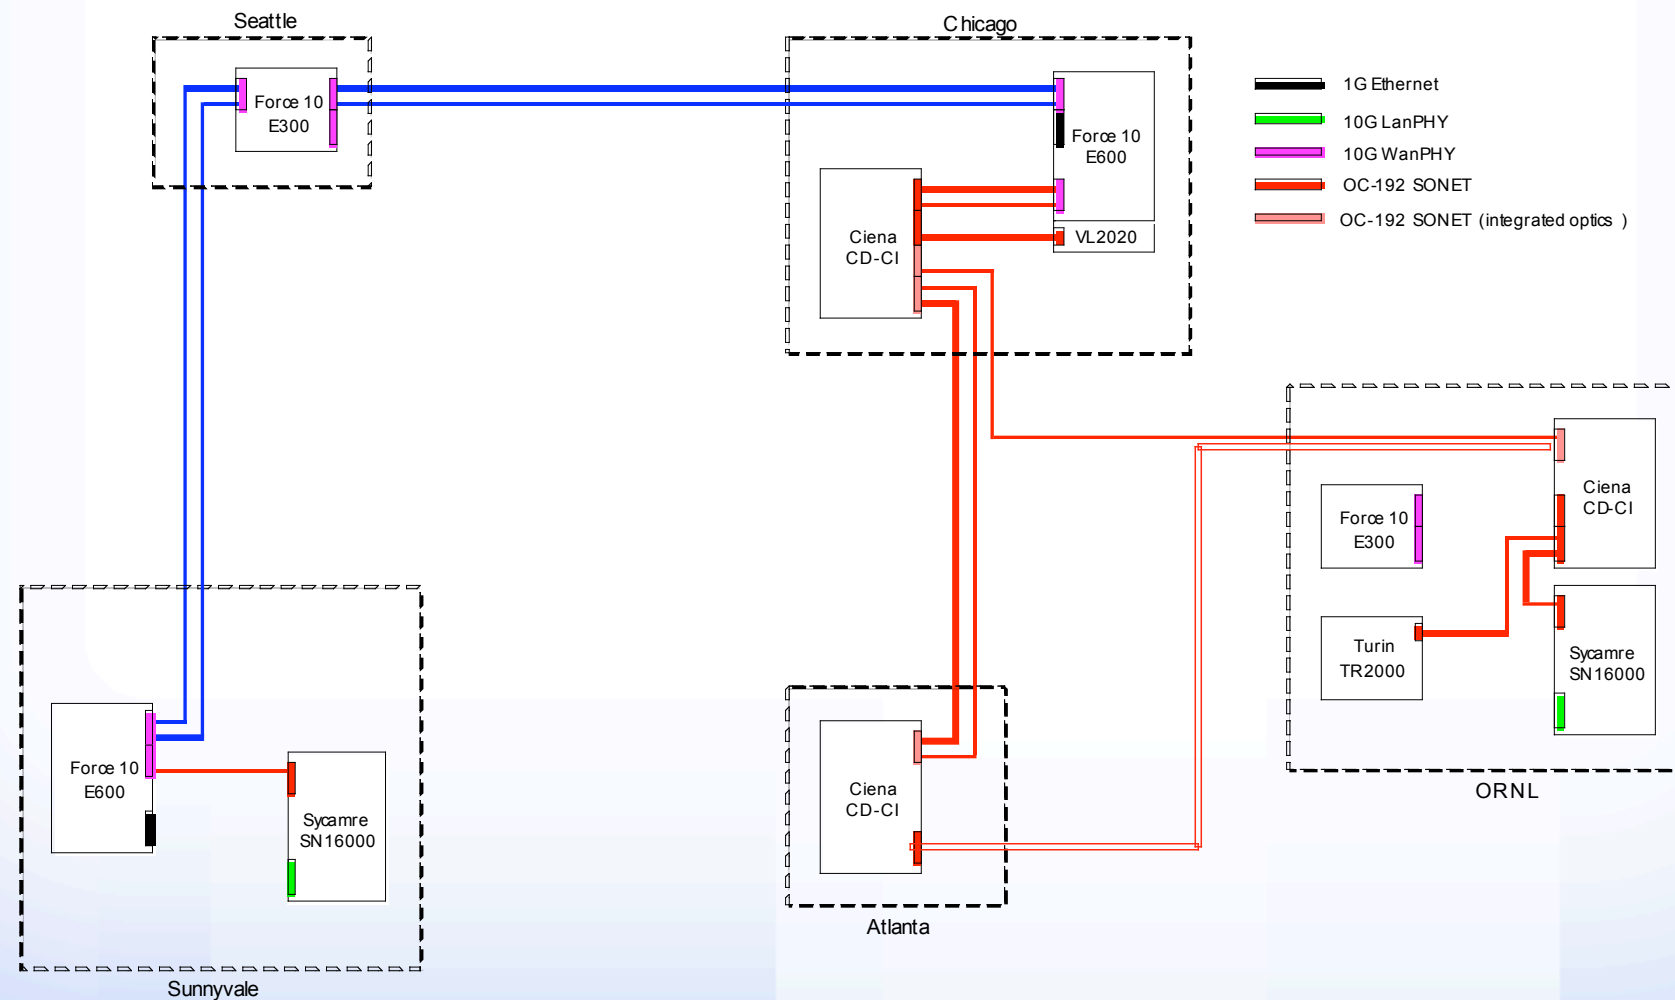 Seattle
Chicago
Force 10
E300
Force 10
E600
Ciena
CD-CI
VL2020
1G Ethernet
10G LanPHY
10G WanPHY
OC-192 SONET
OC-192 SONET (integrated optics )
Ciena
CD-CI
Force 10
E300
Turin
TR2000
Sycamre
SN16000
ORNL
Force 10
E600
Sycamre
SN16000
Sunnyvale
Ciena
CD-CI
Atlanta